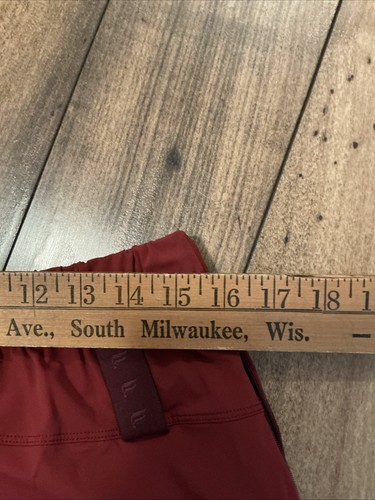 12 13 14 15 16 17 18
Ave., South Milwaukee, Wis. –